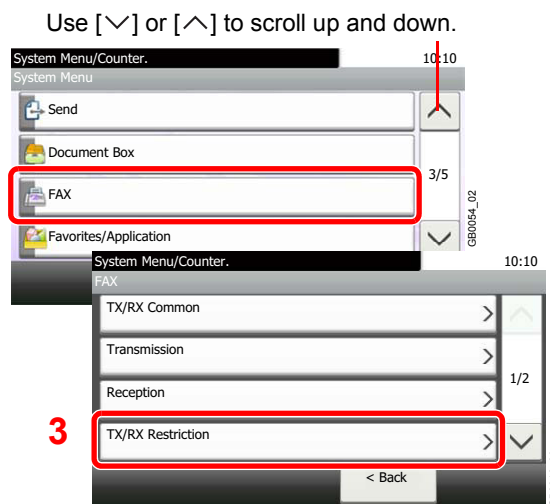 Use [∨] or [∧] to scroll up and down.
System Menu/Counter. 10:10
System Menu
Send
Document Box
3/5
FAX
GB0054_02
Favorites/Application
System Menu/Counter. 10:10
FAX
TX/RX Common
Transmission
1/2
Reception
3
TX/RX Restriction
< Back